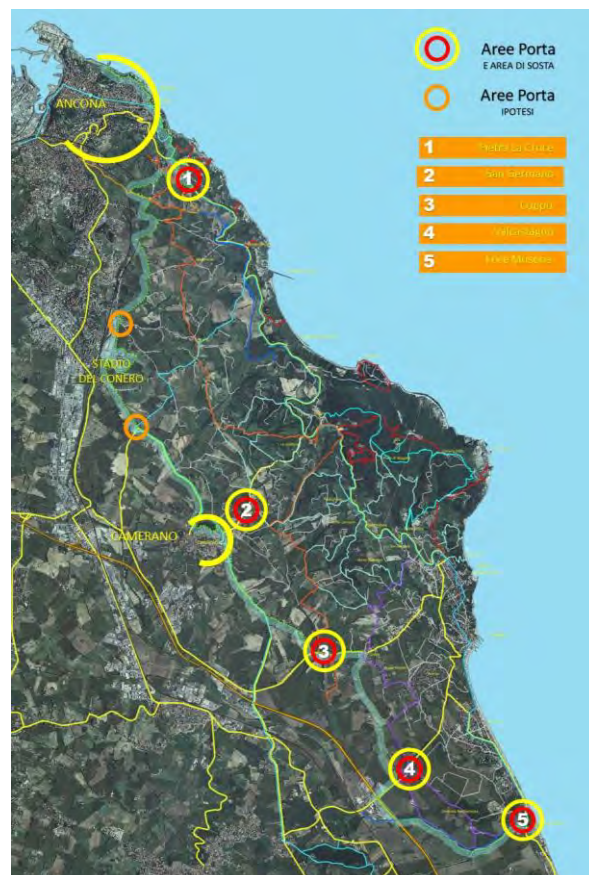 Aree Porta
E AREA DI SOSTA
Aree Porta
IPOTESI
1 Pietra La Croce
2 San Germano
3 Coppo
4
5 Foce Musone
ANCONA
1
STADIO
DEL CONERO
2
CAMERANO
3
4
5